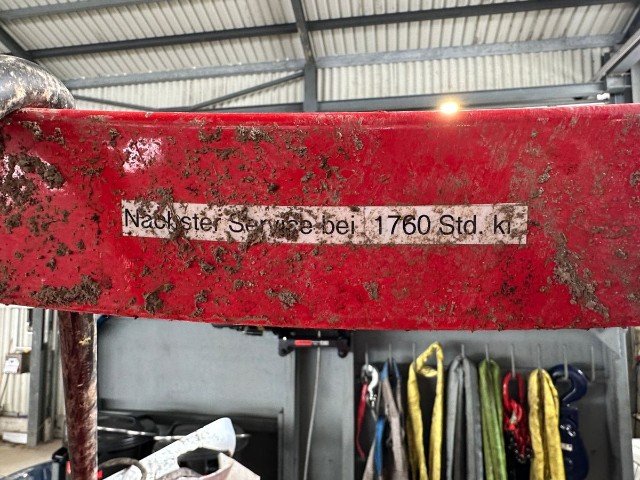 Nächster Service bei 1760 Std. kl.